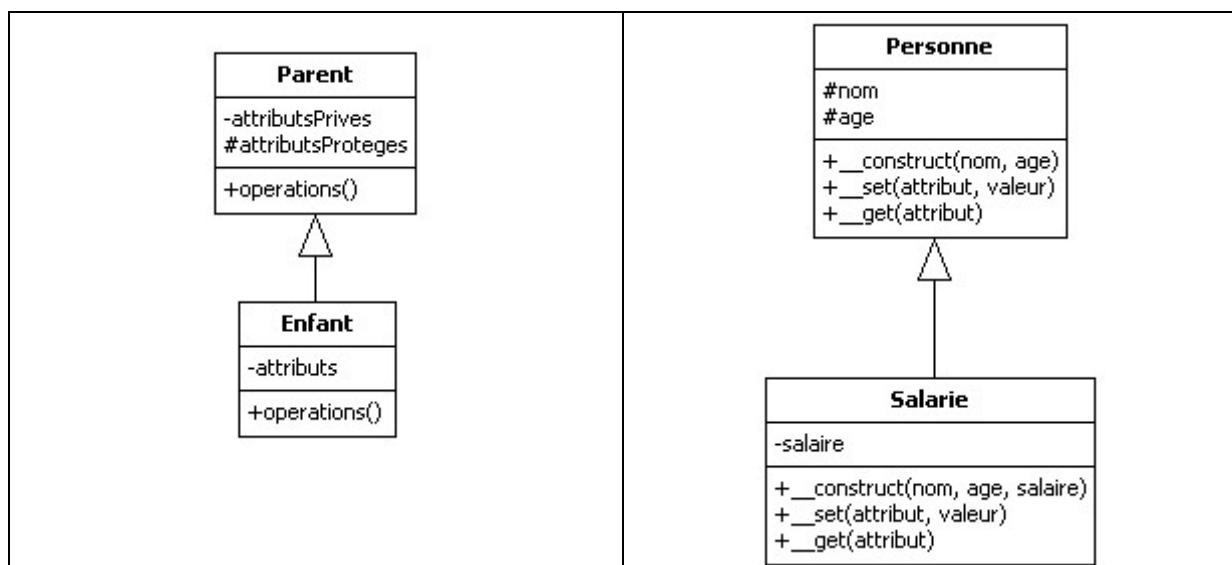 Parent
-attributsPrives
#attributsProteges
+operations()
Enfant
-attributs
+operations()
Personne
#nom
#age
+__construct(nom, age)
+__set(attribut, valeur)
+__get(attribut)
Salarie
-salaire
+__construct(nom, age, salaire)
+__set(attribut, valeur)
+__get(attribut)